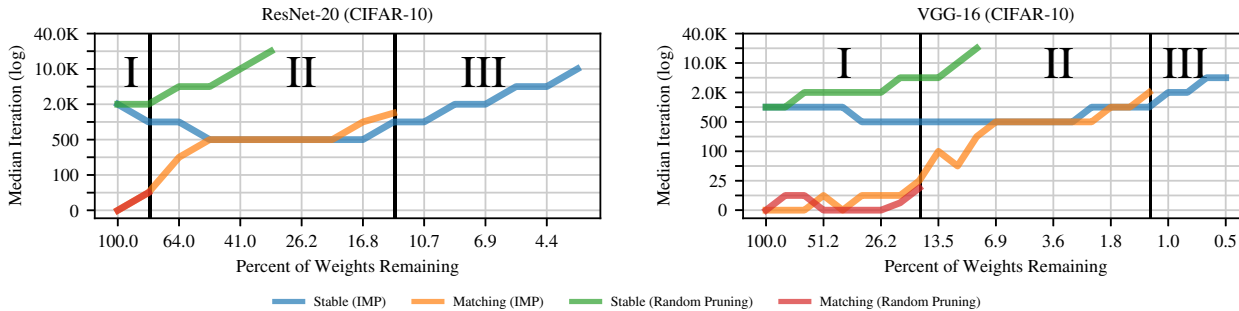 ResNet-20 (CIFAR-10)
Median Iteration (log)
40.0K
10.0K
2.0K
500
100
0
I
II
III
100.0 64.0 41.0 26.2 16.8 10.7 6.9 4.4
Percent of Weights Remaining
VGG-16 (CIFAR-10)
Median Iteration (log)
40.0K
10.0K
2.0K
500
100
25
0
I
II
III
100.0 51.2 26.2 13.5 6.9 3.6 1.8 1.0 0.5
Percent of Weights Remaining
Stable (IMP) Matching (IMP) Stable (Random Pruning) Matching (Random Pruning)